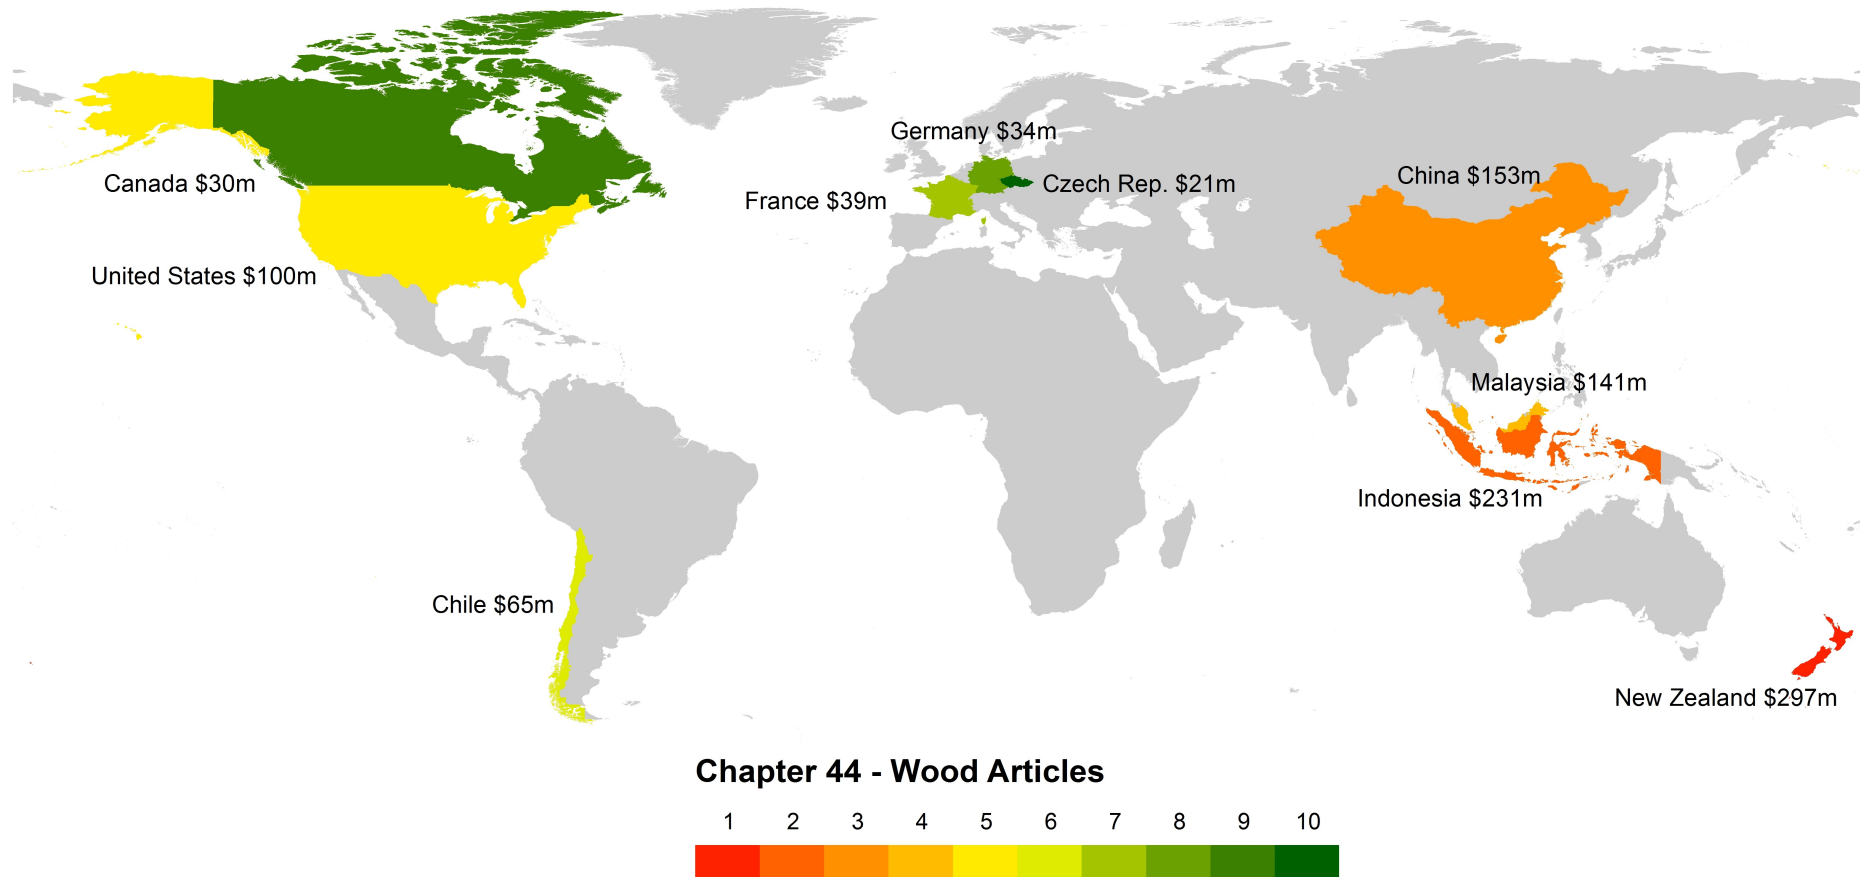 Germany $34m
China $153m
Canada $30m
Czech Rep. $21m
France $39m
United States $100m
Malaysia $141m
Indonesia $231m
Chile $65m
New Zealand $297m
Chapter 44 - Wood Articles
1 2 3 4 5 6 7 8 9 10